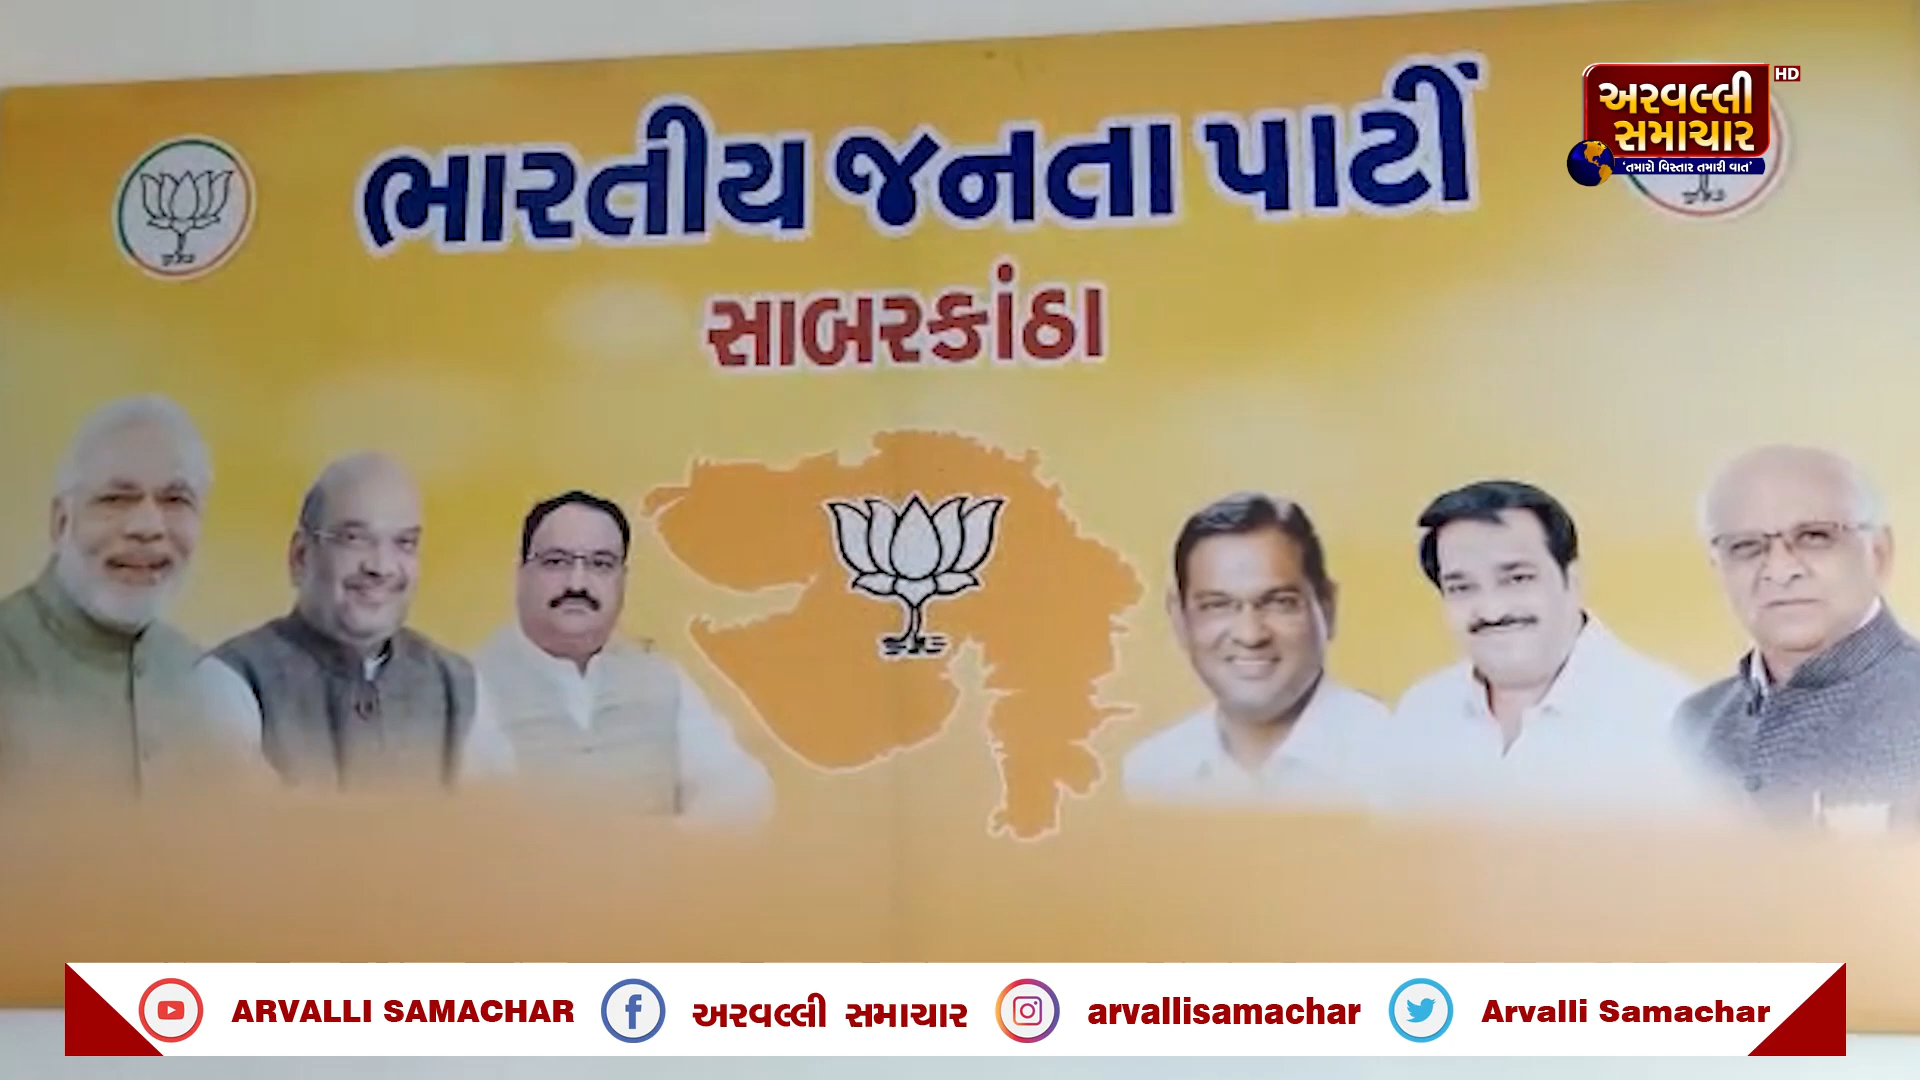 ભારતીય જનતા પાર્ટી
સાબરકાંઠા
અરવલ્લી
સમાચાર
HD
'તમારો વિસ્તાર તમારી વાત'
ARVALLI SAMACHAR
અરવલ્લી સમાચાર
arvallisamachar
Arvalli Samachar